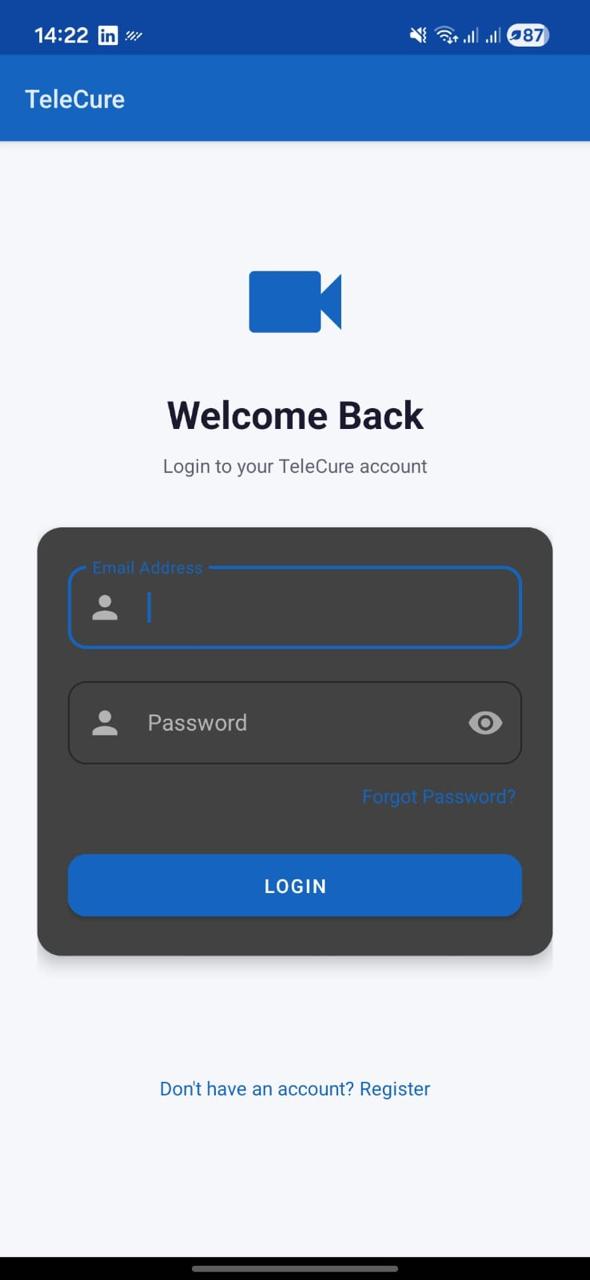 14:22 in 87
TeleCure
Welcome Back
Login to your TeleCure account
Email Address
Password
Forgot Password?
LOGIN
Don't have an account? Register